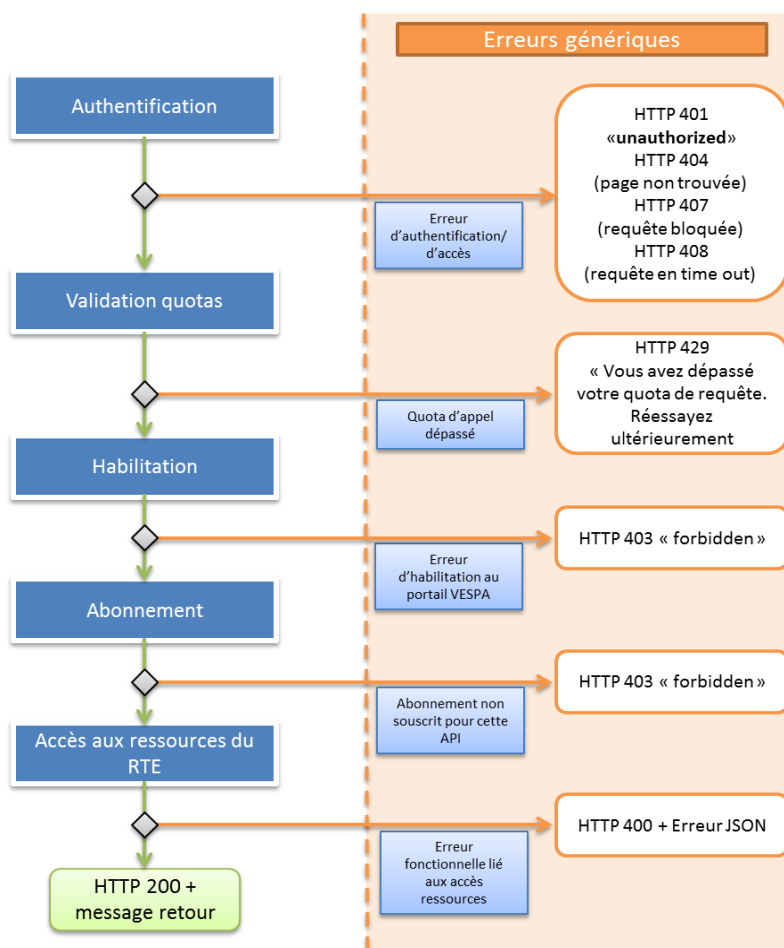 Erreurs génériques
Authentification
HTTP 401
«unauthorized»
HTTP 404
(page non trouvée)
HTTP 407
(requête bloquée)
HTTP 408
(requête en time out)
Erreur
d'authentification/
d'accès
Validation quotas
HTTP 429
« Vous avez dépassé
votre quota de requête.
Réessayez
ultérieurement
Quota d'appel
dépassé
Habilitation
HTTP 403 « forbidden »
Erreur
d'habilitation au
portail VESPA
Abonnement
HTTP 403 « forbidden »
Abonnement non
souscrit pour cette
API
Accès aux ressources du
RTE
HTTP 400 + Erreur JSON
Erreur
fonctionnelle lié
aux accès
ressources
HTTP 200 +
message retour